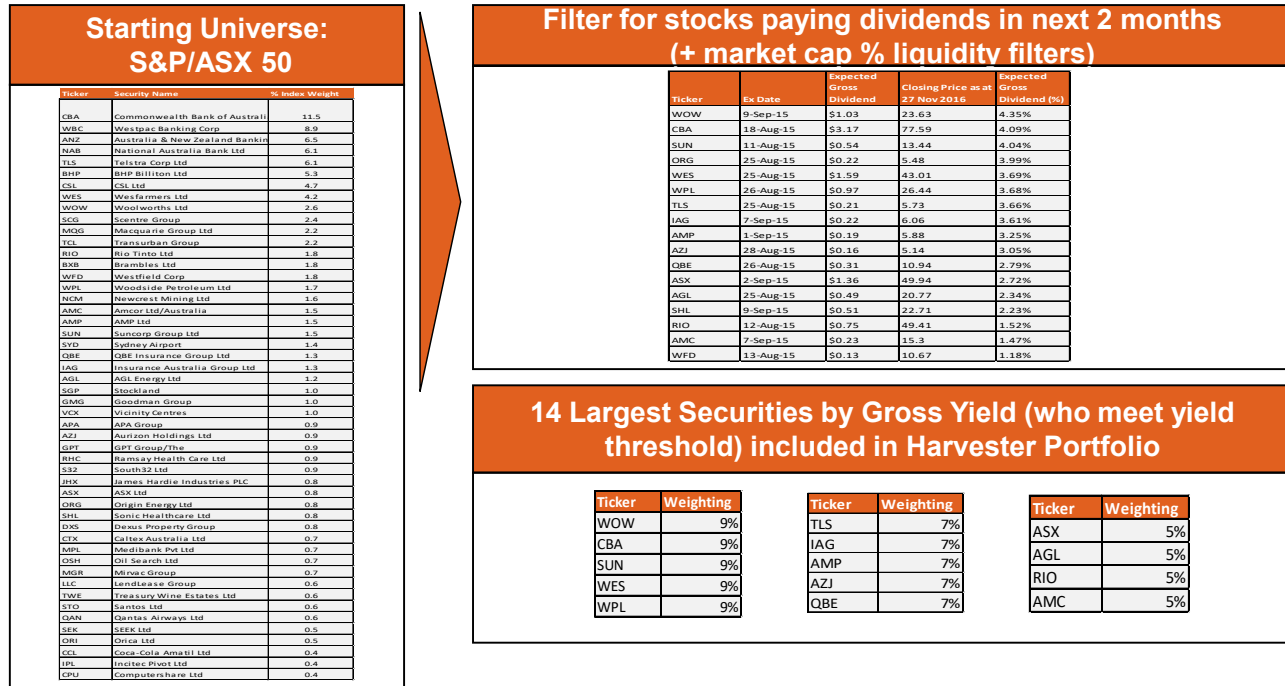 Starting Universe:
S&P/ASX 50
Ticker Security Name % Index Weight
CBA Commonwealth Bank of Australi 11.5
WBC Westpac Banking Corp 8.9
ANZ Australia & New Zealand Bankin 6.5
NAB National Australia Bank Ltd 6.1
TLS Telstra Corp Ltd 6.1
BHP BHP Billiton Ltd 5.3
CSL CSL Ltd 4.7
WES Wesfarmers Ltd 4.2
WOW Woolworths Ltd 2.6
SCG Scentre Group 2.4
MQG Macquarie Group Ltd 2.2
TCL Transurban Group 2.2
RIO Rio Tinto Ltd 1.8
BXB Brambles Ltd 1.8
WFD Westfield Corp 1.8
WPL Woodside Petroleum Ltd 1.7
NCM Newcrest Mining Ltd 1.6
AMC Amcor Ltd/Australia 1.5
AMP AMP Ltd 1.5
SUN Suncorp Group Ltd 1.5
SYD Sydney Airport 1.4
QBE QBE Insurance Group Ltd 1.3
IAG Insurance Australia Group Ltd 1.3
AGL AGL Energy Ltd 1.2
SGP Stockland 1.0
GMG Goodman Group 1.0
VCX Vicinity Centres 1.0
APA APA Group 0.9
AZJ Aurizon Holdings Ltd 0.9
GPT GPT Group/The 0.9
RHC Ramsay Health Care Ltd 0.9
S32 South32 Ltd 0.9
JHX James Hardie Industries PLC 0.8
ASX ASX Ltd 0.8
ORG Origin Energy Ltd 0.8
SHL Sonic Healthcare Ltd 0.8
DXS Dexus Property Group 0.8
CTX Caltex Australia Ltd 0.7
MPL Medibank Pvt Ltd 0.7
OSH Oil Search Ltd 0.7
MGR Mirvac Group 0.7
LLC LendLease Group 0.6
TWE Treasury Wine Estates Ltd 0.6
STO Santos Ltd 0.6
QAN Qantas Airways Ltd 0.6
SEK SEEK Ltd 0.5
ORI Orica Ltd 0.5
CCL Coca-Cola Amatil Ltd 0.4
IPL Incitec Pivot Ltd 0.4
CPU Computershare Ltd 0.4
Filter for stocks paying dividends in next 2 months
(+ market cap % liquidity filters)
Ticker Ex Date Expected Gross Dividend Closing Price as at 27 Nov 2016 Expected Gross Dividend (%)
WOW 9-Sep-15 $1.03 23.63 4.35%
CBA 18-Aug-15 $3.17 77.59 4.09%
SUN 11-Aug-15 $0.54 13.44 4.04%
ORG 25-Aug-15 $0.22 5.48 3.99%
WES 25-Aug-15 $1.59 43.01 3.69%
WPL 26-Aug-15 $0.97 26.44 3.68%
TLS 25-Aug-15 $0.21 5.73 3.66%
IAG 7-Sep-15 $0.22 6.06 3.61%
AMP 1-Sep-15 $0.19 5.88 3.25%
AZJ 28-Aug-15 $0.16 5.14 3.05%
QBE 26-Aug-15 $0.31 10.94 2.79%
ASX 2-Sep-15 $1.36 49.94 2.72%
AGL 25-Aug-15 $0.49 20.77 2.34%
SHL 9-Sep-15 $0.51 22.71 2.23%
RIO 12-Aug-15 $0.75 49.41 1.52%
AMC 7-Sep-15 $0.23 15.3 1.47%
WFD 13-Aug-15 $0.13 10.67 1.18%
14 Largest Securities by Gross Yield (who meet yield
threshold) included in Harvester Portfolio
Ticker Weighting
WOW 9%
CBA 9%
SUN 9%
WES 9%
WPL 9%
Ticker Weighting
TLS 7%
IAG 7%
AMP 7%
AZJ 7%
QBE 7%
Ticker Weighting
ASX 5%
AGL 5%
RIO 5%
AMC 5%